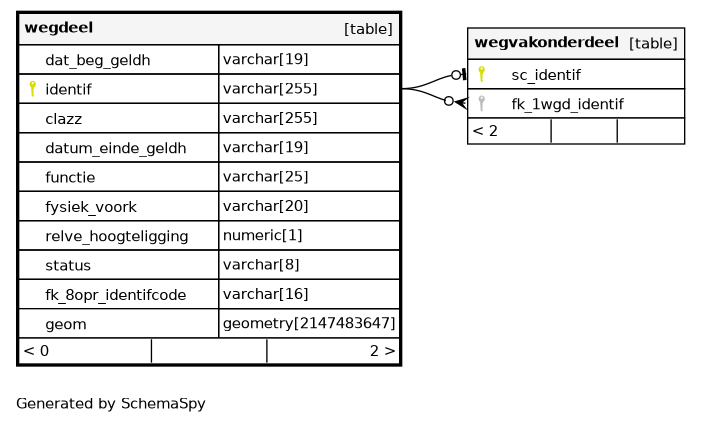 wegdeel [table]
dat_beg_geldh varchar[19]
identif varchar[255]
clazz varchar[255]
datum_einde_geldh varchar[19]
functie varchar[25]
fysiek_voork varchar[20]
relve_hoogteligging numeric[1]
status varchar[8]
fk_8opr_identifcode varchar[16]
geom geometry[2147483647]
< 0 2 >
wegvakonderdeel [table]
sc_identif
fk_1wgd_identif
< 2
Generated by SchemaSpy